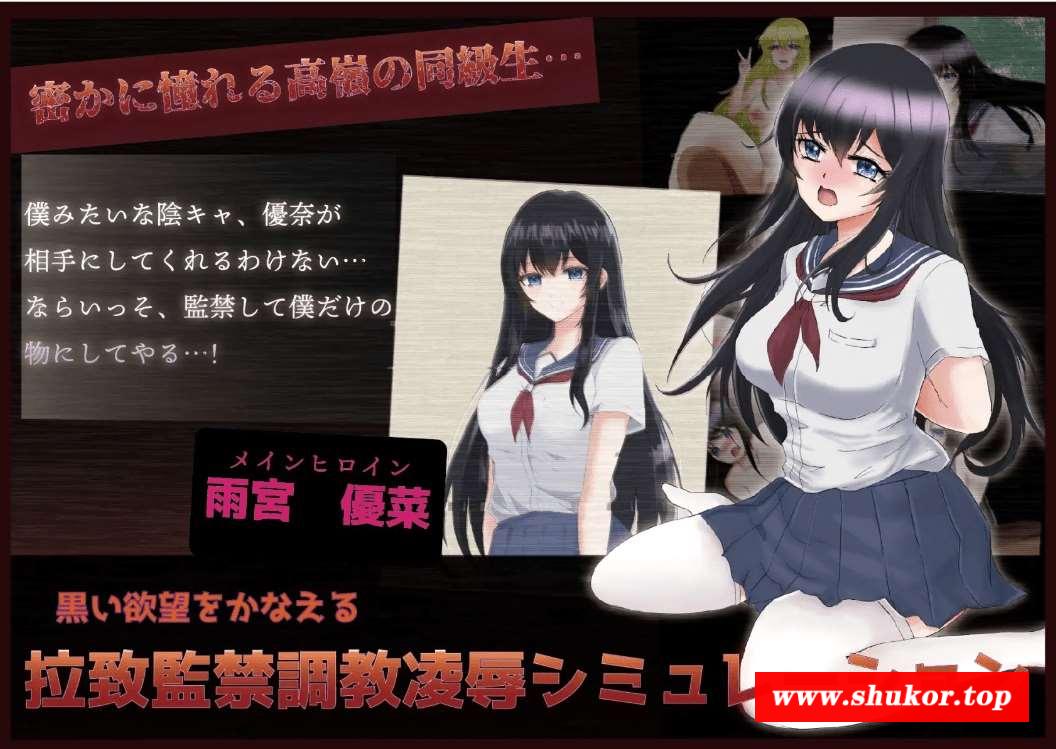 密かに憧れる高嶺の同級生…
僕みたいな陰キャ、優奈が
相手にしてくれるわけない…
ならいっそ、監禁して僕だけの
物にしてやる…!
メインヒロイン
雨宮 優菜
黒い欲望をかなえる
拉致監禁調教凌辱シミュレーション
www.shukor.top